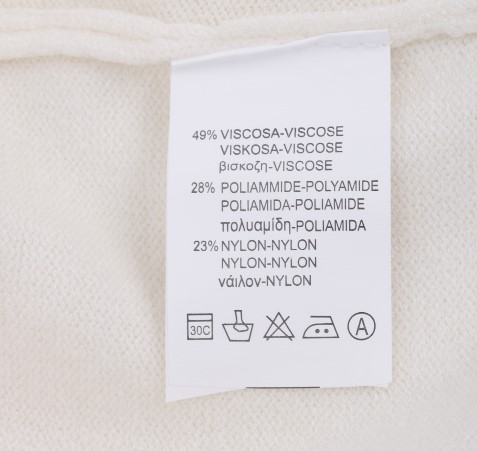 49% VISCOSA-VISCOSE
VISKOSA-VISCOSE
βισκοζη-VISCOSE
28% POLIAMMIDE-POLYAMIDE
POLIAMIDA-POLIAMIDE
πολυαμίδη-POLIAMIDA
23% NYLON-NYLON
NYLON-NYLON
νάιλον-NYLON
30C A